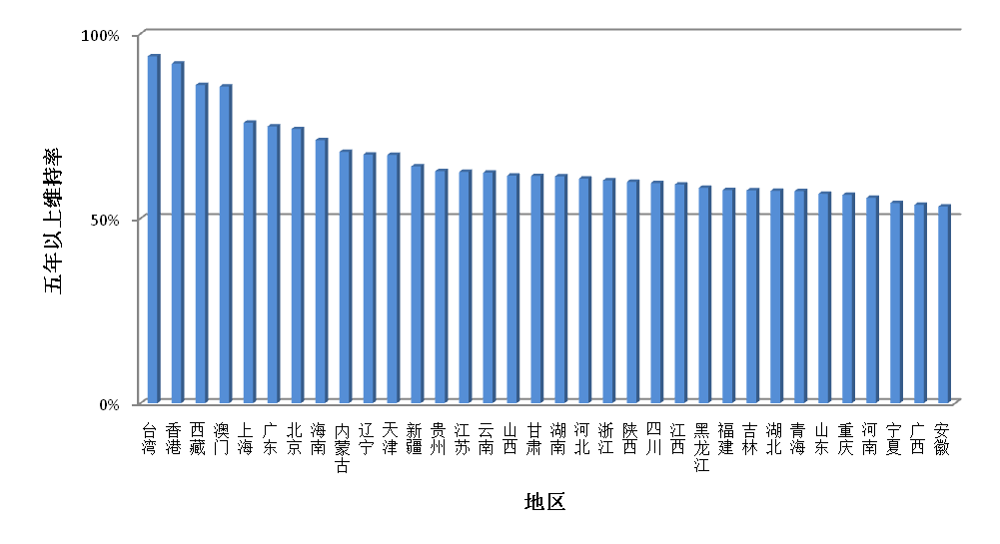 100%
50%
0%
五年以上维持率
台湾
香港
西藏
澳门
上海
广东
北京
海南
内蒙古
辽宁
天津
新疆
贵州
江苏
云南
山西
甘肃
湖南
河北
浙江
陕西
四川
江西
黑龙江
福建
吉林
湖北
青海
山东
重庆
河南
宁夏
广西
安徽
地区